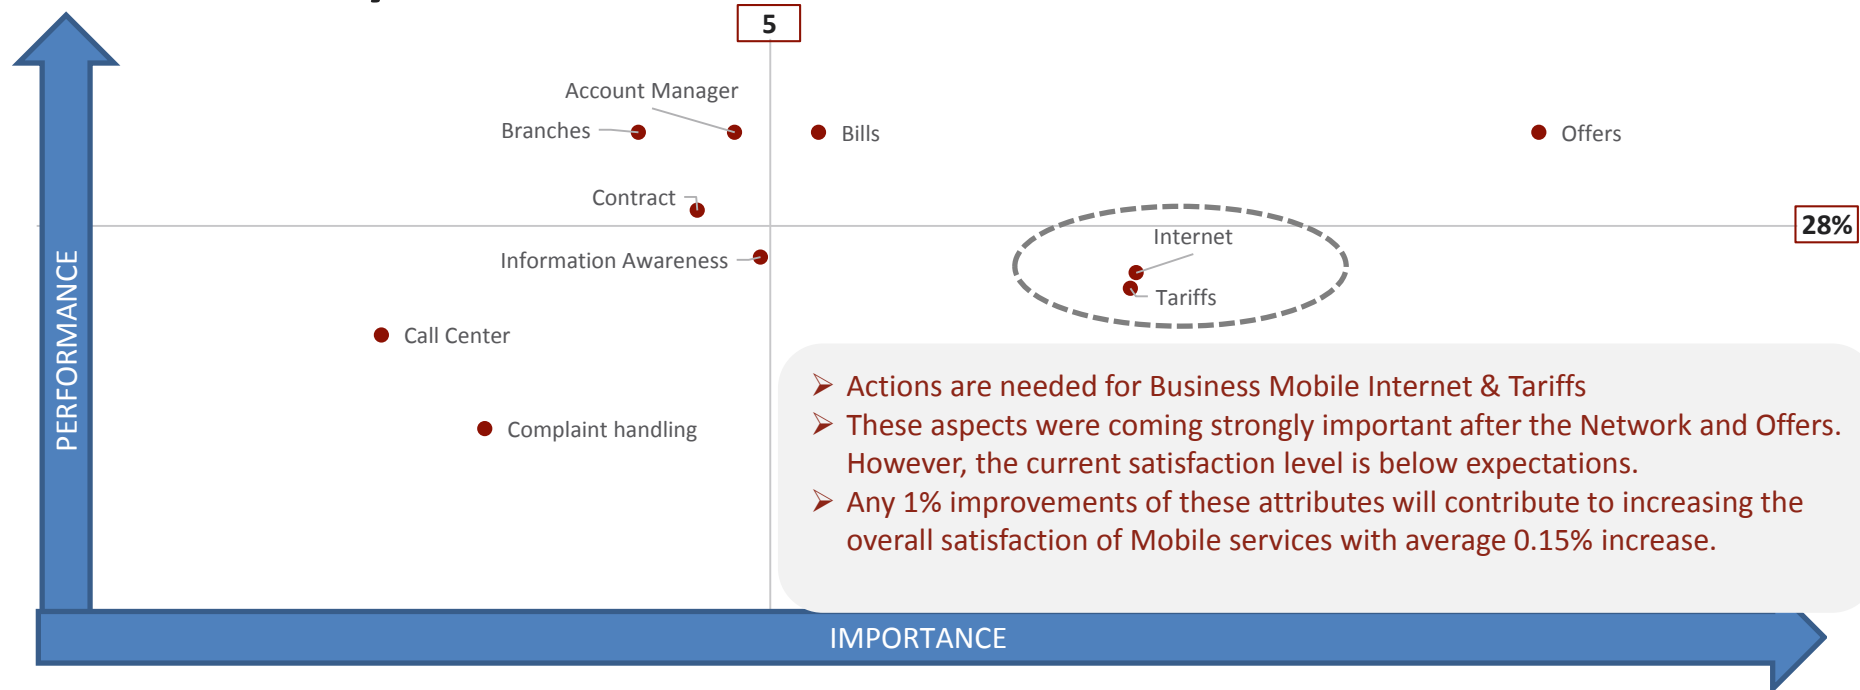 5
Account Manager
Branches
Bills
Offers
Contract
28%
Internet
Information Awareness
Tariffs
Call Center
PERFORMANCE
➢ Actions are needed for Business Mobile Internet & Tariffs
➢ These aspects were coming strongly important after the Network and Offers.
However, the current satisfaction level is below expectations.
Complaint handling
➢ Any 1% improvements of these attributes will contribute to increasing the
overall satisfaction of Mobile services with average 0.15% increase.
IMPORTANCE